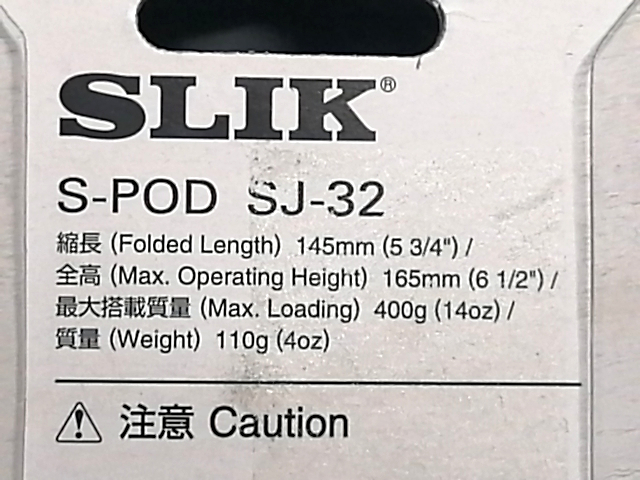 SLIK®
S-POD SJ-32
縮長 (Folded Length) 145mm (5 3/4") /
全高 (Max. Operating Height) 165mm (6 1/2") /
最大搭載質量 (Max. Loading) 400g (14oz) /
質量 (Weight) 110g (4oz)
注意 Caution